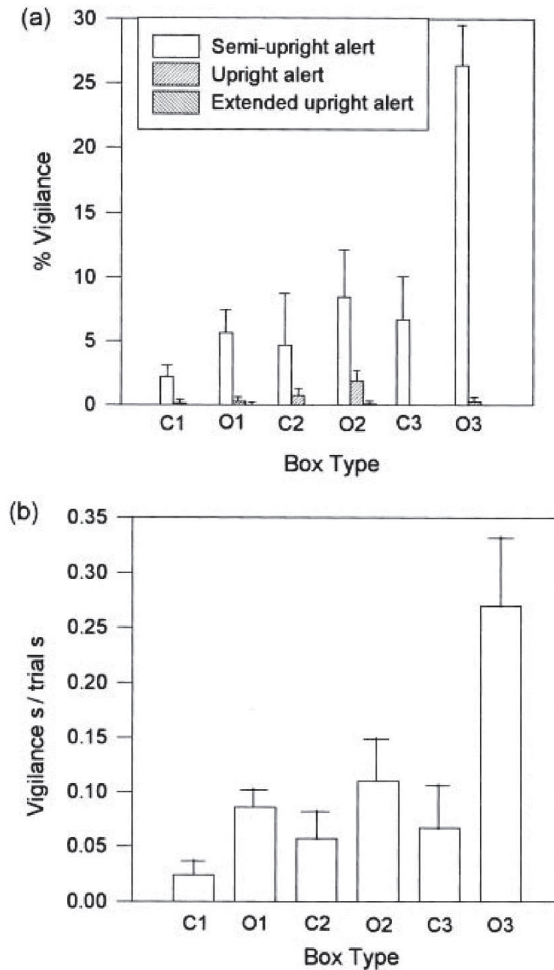 (a)
30
25
20
15
10
5
0
% Vigilance
Semi-upright alert
Upright alert
Extended upright alert
C1 O1 C2 O2 C3 O3
Box Type
(b)
0.35
0.30
0.25
0.20
0.15
0.10
0.05
0.00
Vigilance s / trial s
C1 O1 C2 O2 C3 O3
Box Type